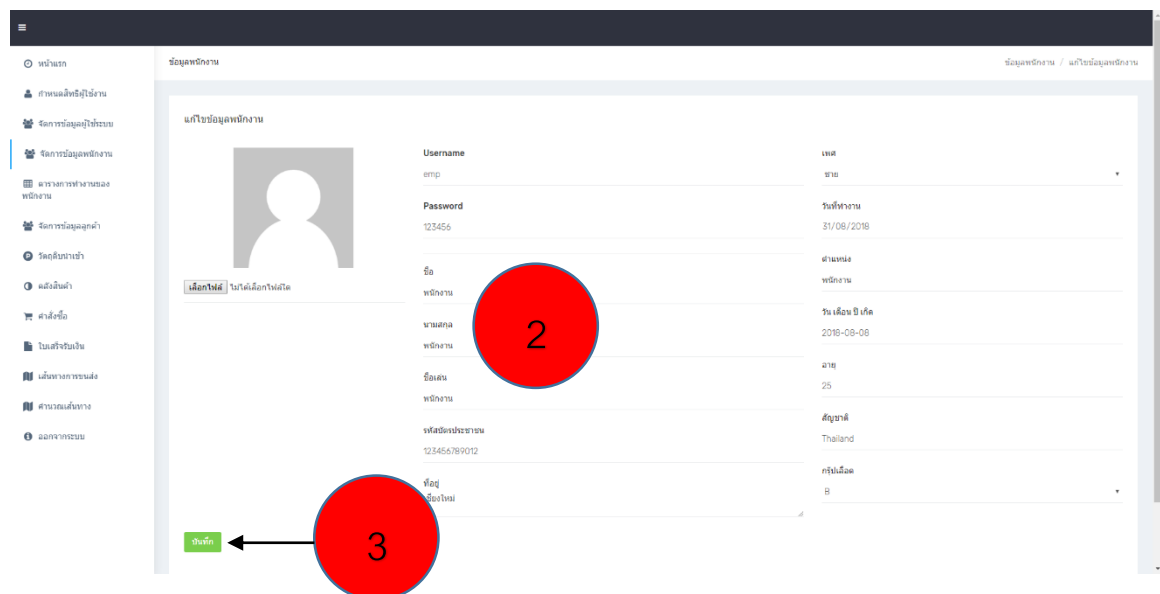 ข้อมูลพนักงาน
ข้อมูลพนักงาน / แก้ไขข้อมูลพนักงาน
หน้าแรก
กำหนดสิทธิ์ผู้ใช้งาน
จัดการข้อมูลผู้ใช้ระบบ
จัดการข้อมูลพนักงาน
ตารางการทำงานของ
พนักงาน
จัดการข้อมูลลูกค้า
วัตถุดิบนำเข้า
คลังสินค้า
คำสั่งซื้อ
ใบเสร็จรับเงิน
เส้นทางการขนส่ง
คำนวณเส้นทาง
ออกจากระบบ
แก้ไขข้อมูลพนักงาน
เลือกไฟล์ ไม่ได้เลือกไฟล์ใด
Username
emp
Password
123456
ชื่อ
พนักงาน
นามสกุล
พนักงาน
ชื่อเล่น
พนักงาน
รหัสบัตรประชาชน
123456789012
ที่อยู่
เชียงใหม่
เพศ
ชาย
วันที่ทำงาน
31/08/2018
ตำแหน่ง
พนักงาน
วัน เดือน ปี เกิด
2018-08-08
อายุ
25
สัญชาติ
Thailand
กรุ๊ปเลือด
B
2
บันทึก
3